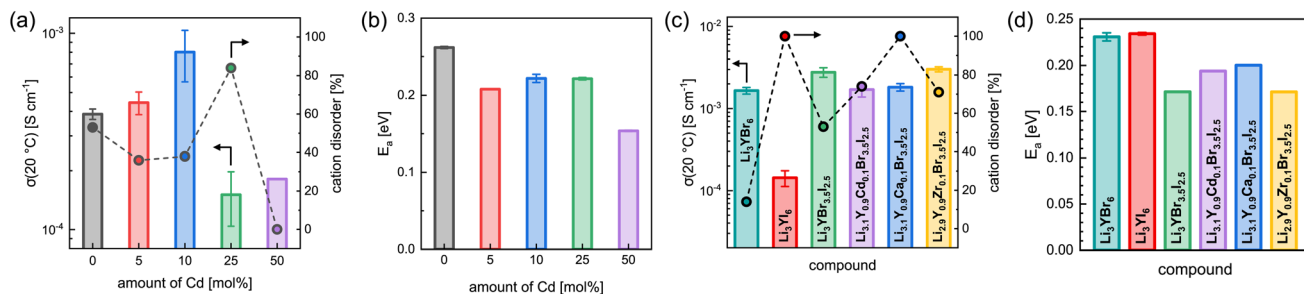 (a)
10⁻³
10⁻⁴
σ(20 °C) [S cm⁻¹]
100
80
60
40
20
0
cation disorder [%]
0 5 10 25 50
amount of Cd [mol%]
(b)
0.3
0.2
0.1
0.0
Eₐ [eV]
0 5 10 25 50
amount of Cd [mol%]
(c)
10⁻²
10⁻³
10⁻⁴
σ(20 °C) [S cm⁻¹]
Li₃YBr₆
Li₃YI₆
Li₃YBr₃.₅I₂.₅
Li₃.₁Y₀.₉Cd₀.₁Br₃.₅I₂.₅
Li₃.₁Y₀.₉Ca₀.₁Br₃.₅I₂.₅
Li₂.₉Y₀.₉Zr₀.₁Br₃.₅I₂.₅
100
80
60
40
20
0
cation disorder [%]
compound
(d)
0.25
0.20
0.15
0.10
0.05
0.00
Eₐ [eV]
Li₃YBr₆
Li₃YI₆
Li₃YBr₃.₅I₂.₅
Li₃.₁Y₀.₉Cd₀.₁Br₃.₅I₂.₅
Li₃.₁Y₀.₉Ca₀.₁Br₃.₅I₂.₅
Li₂.₉Y₀.₉Zr₀.₁Br₃.₅I₂.₅
compound